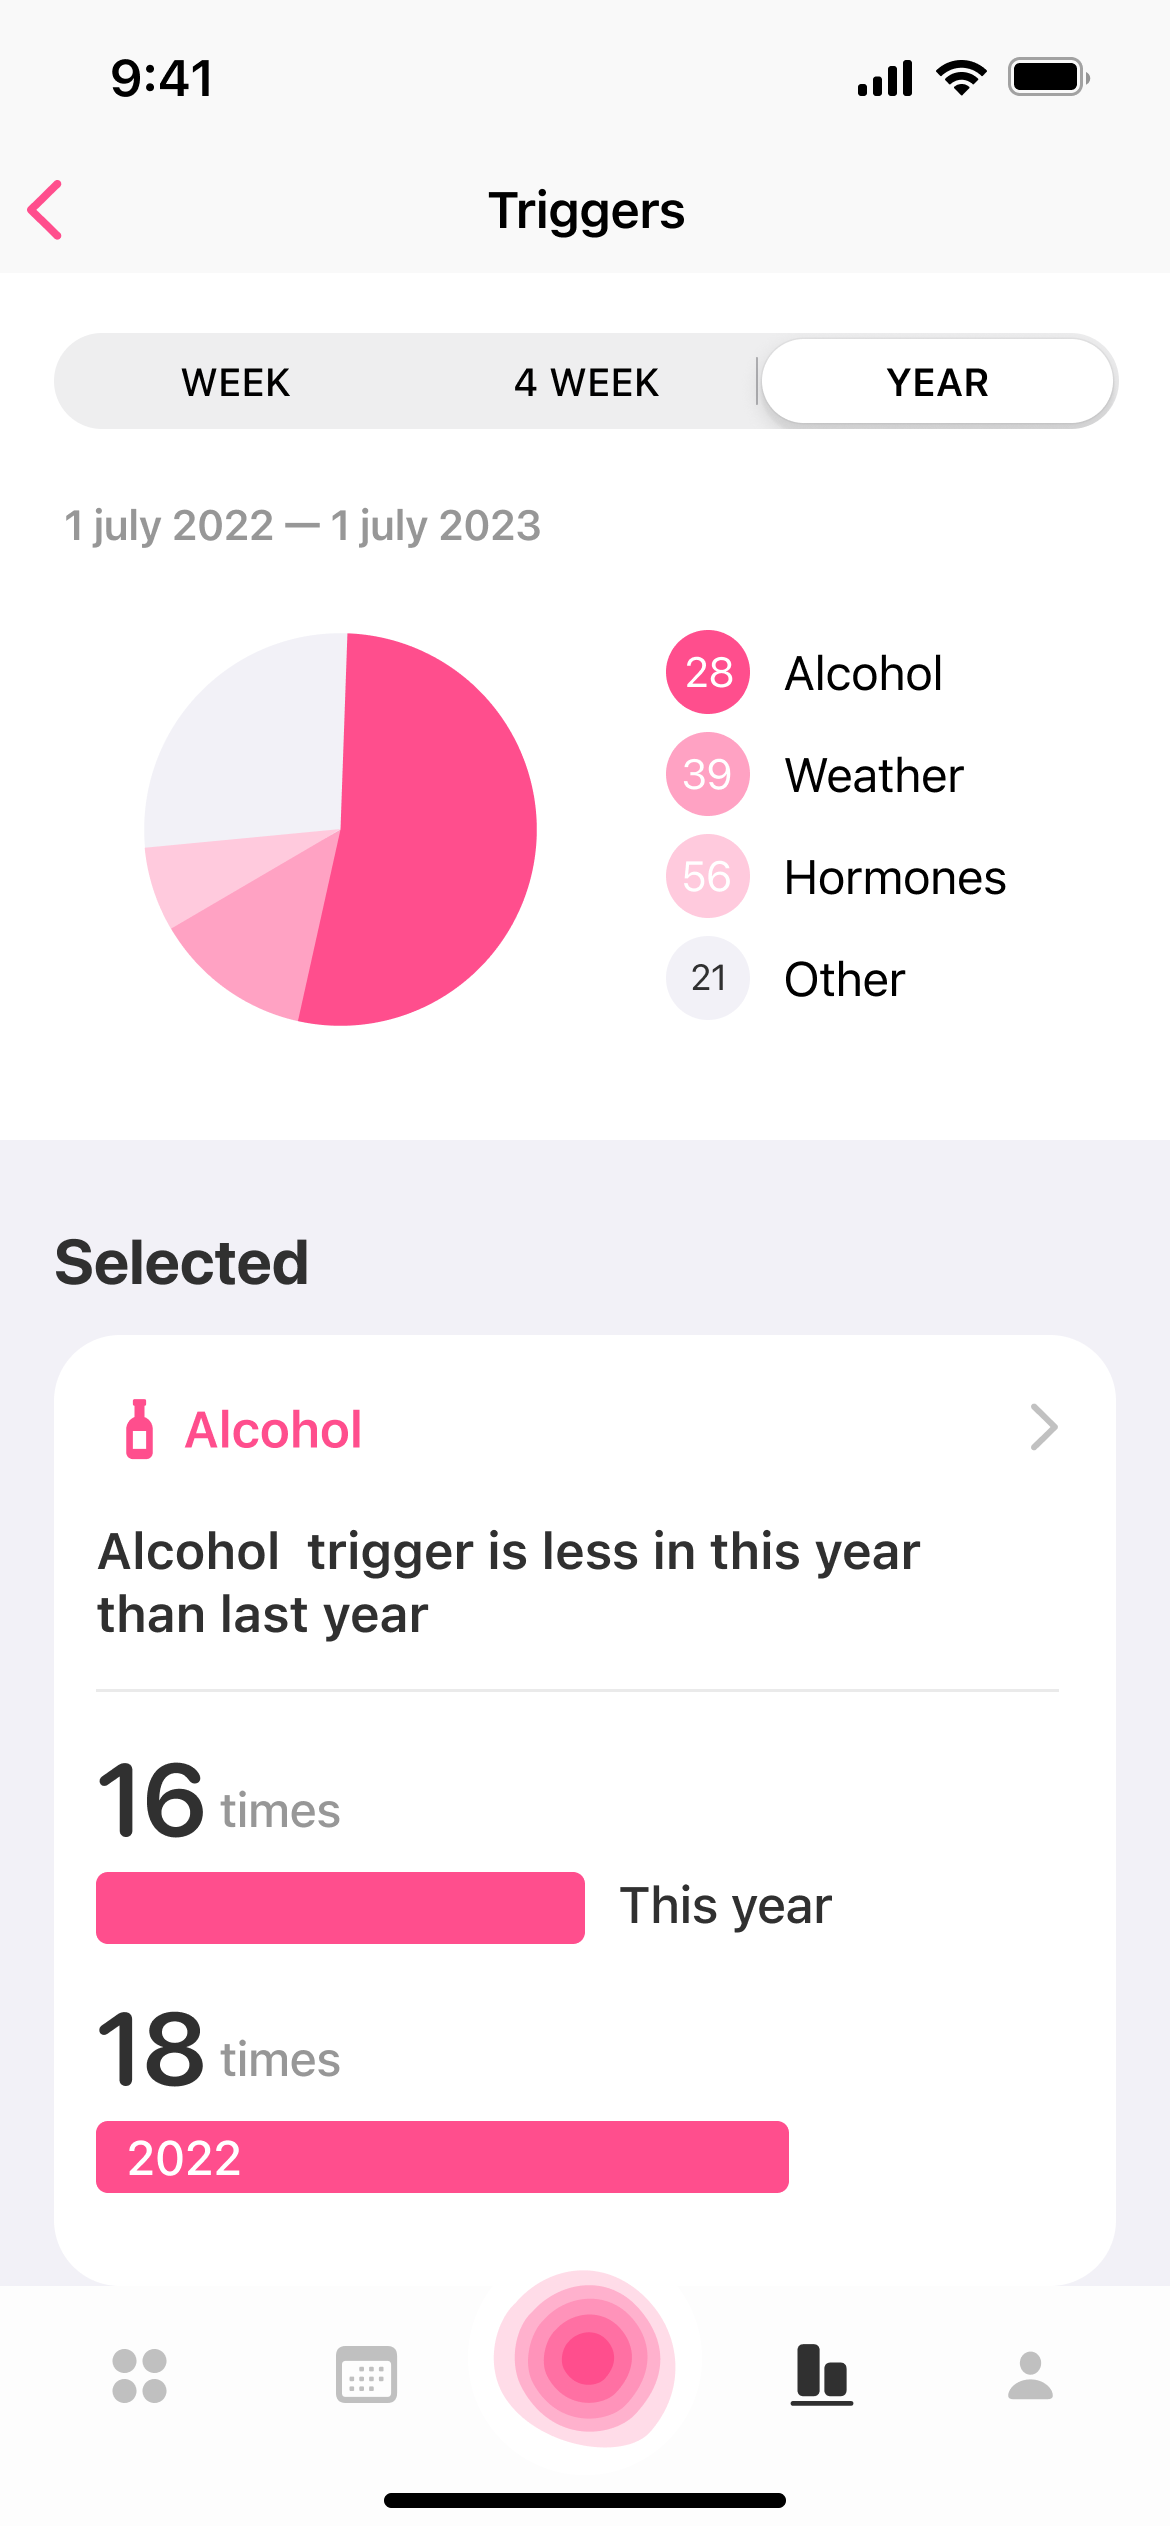 9:41
Triggers
WEEK 4 WEEK YEAR
1 july 2022 — 1 july 2023
28 Alcohol
39 Weather
56 Hormones
21 Other
Selected
Alcohol
Alcohol  trigger is less in this year
than last year
16 times
This year
18 times
2022